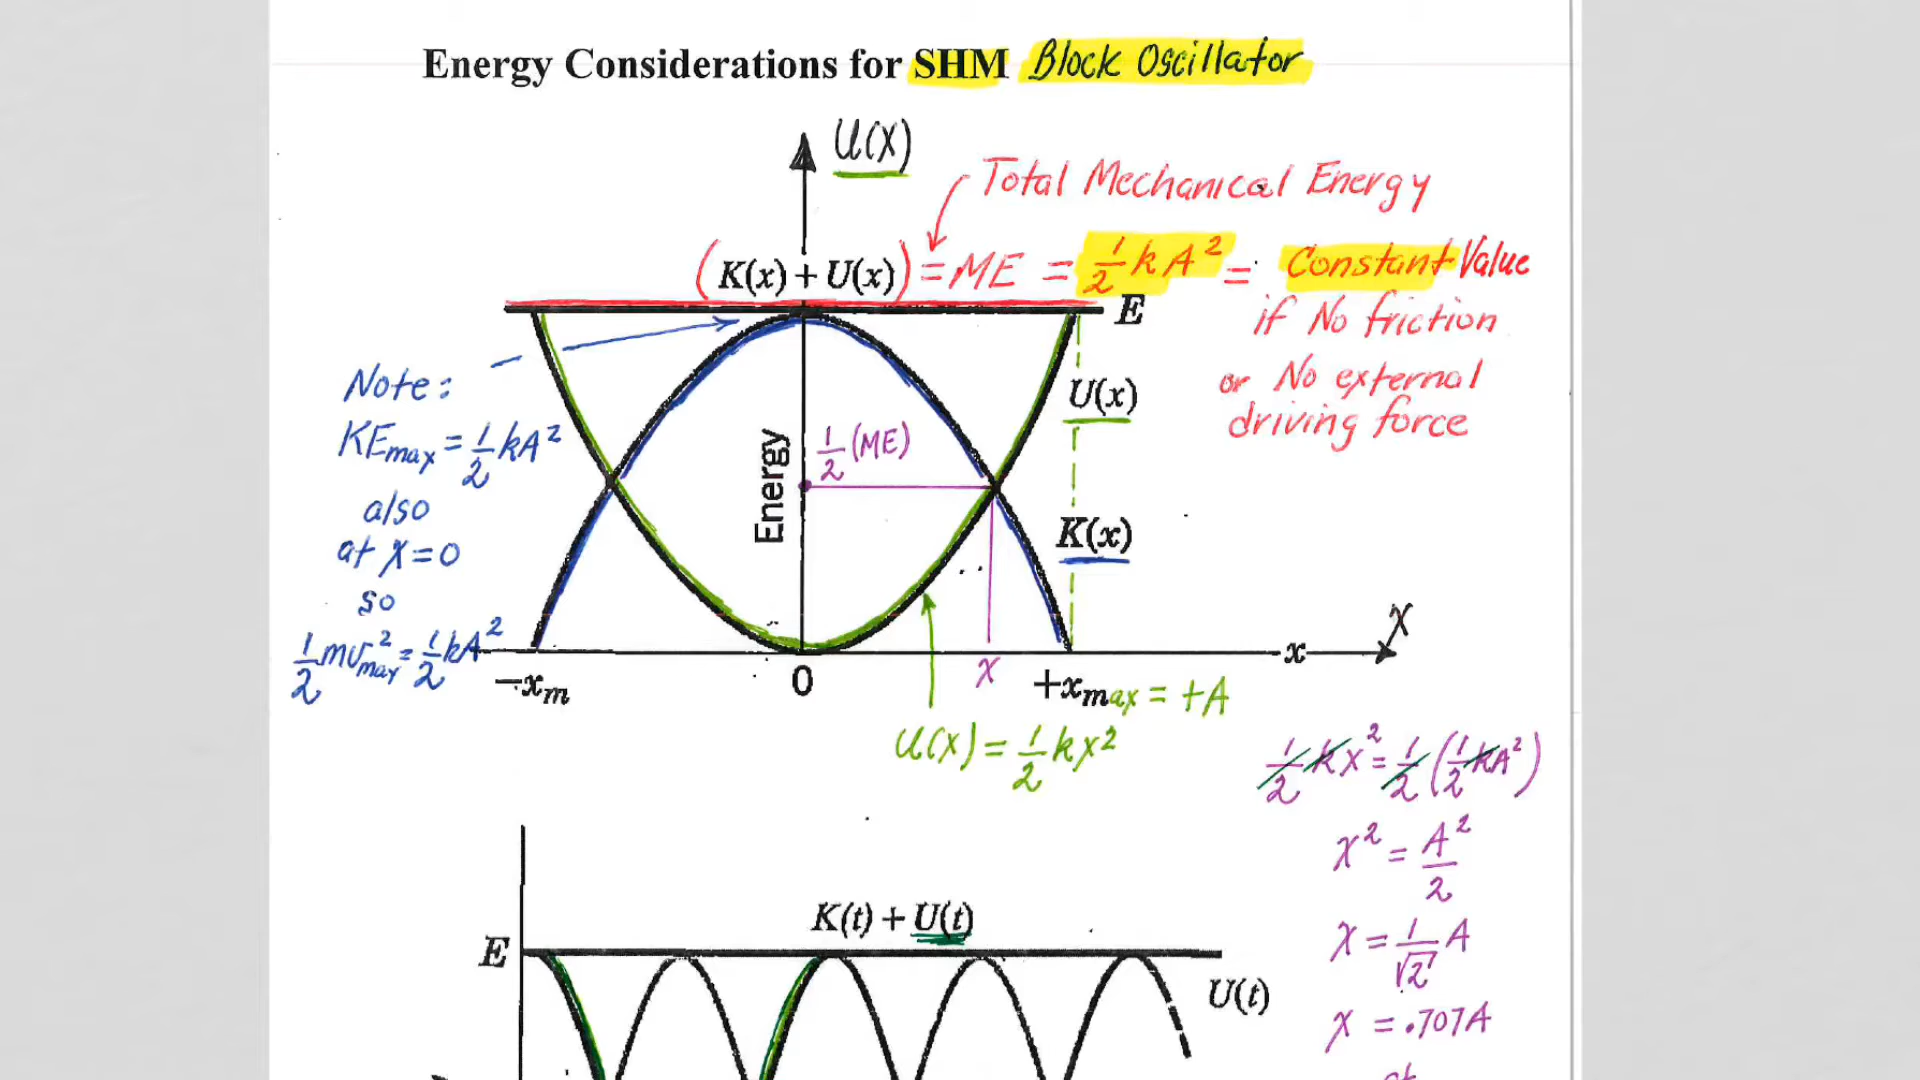 Energy Considerations for SHM Block Oscillator
U(x)
Total Mechanical Energy
(K(x) + U(x)) = ME = 1/2 kA² = Constant Value
if No friction
or No external
driving force
E
Note:
KEmax = 1/2 kA²
also
at x = 0
so
1/2 mv²max = 1/2 kA²
U(x)
1/2 (ME)
Energy
K(x)
x
X
−xm
0
x
+xmax = +A
U(x) = 1/2 kx²
1/2 kx² = 1/2 (1/2 kA²)
x² = A²/2
x = 1/√2 A
x = .707A
at
K(t) + U(t)
E
U(t)